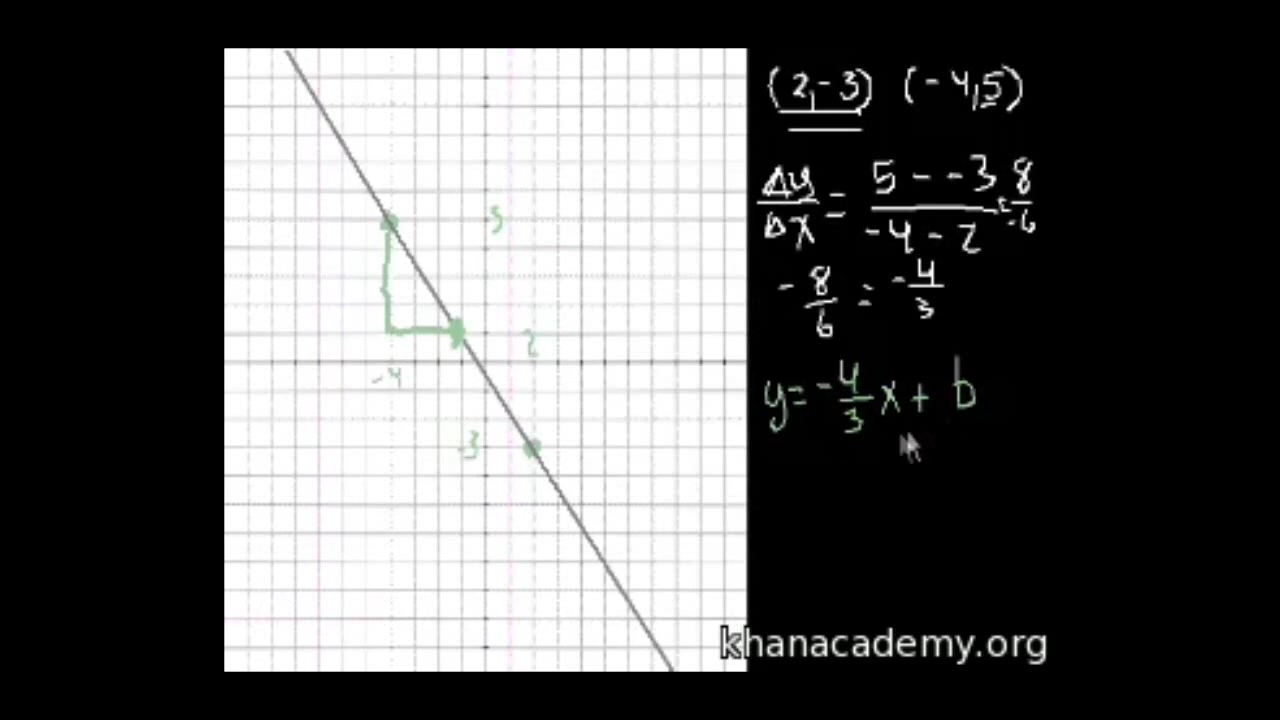 (2,-3) (-4,5)
Δy/Δx = 5 - -3 / -4 - 2 = 8/-6
- 8/6 = - 4/3
y = - 4/3 x + b
5
2
-4
-3
khanacademy.org